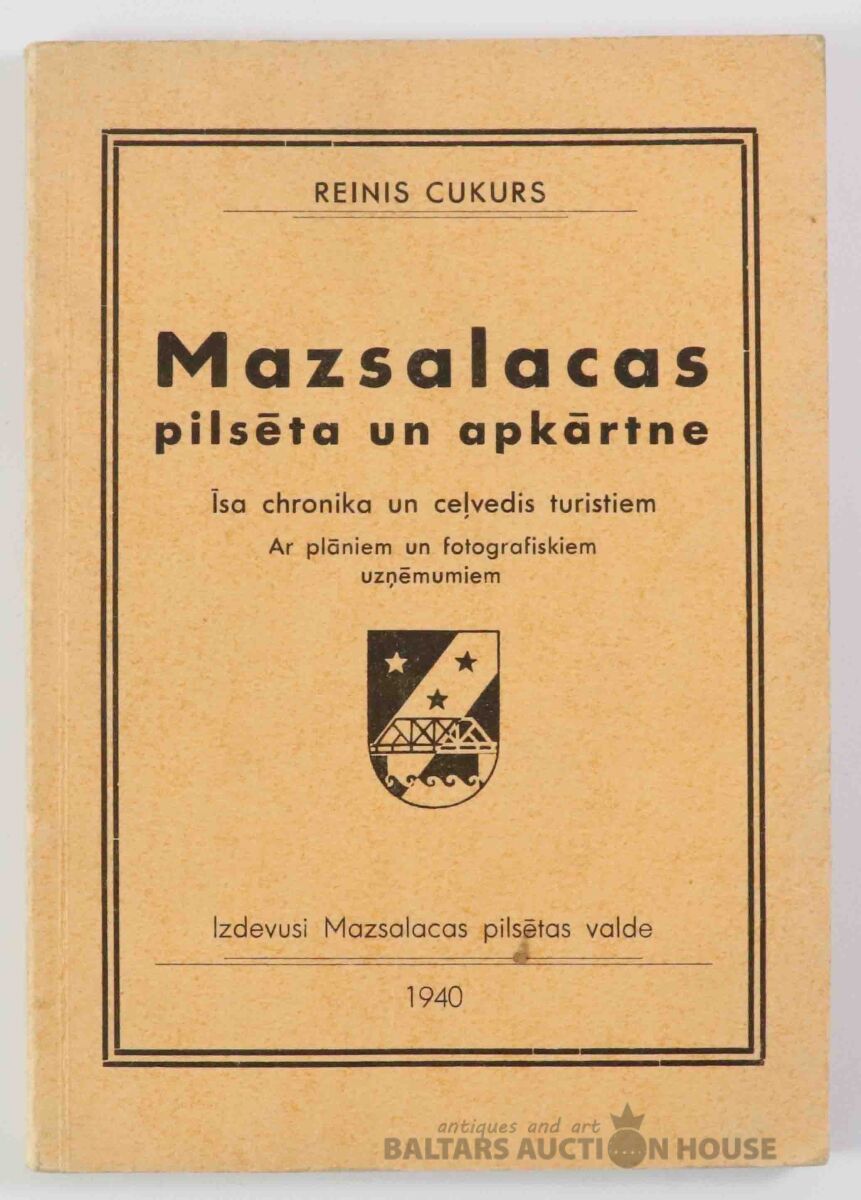 REINIS CUKURS
Mazsalacas
pilsēta un apkārtne
Īsa chronika un ceļvedis turistiem
Ar plāniem un fotografiskiem
uzņēmumiem
Izdevusi Mazsalacas pilsētas valde
1940
antiques and art
BALTARS AUCTION HOUSE